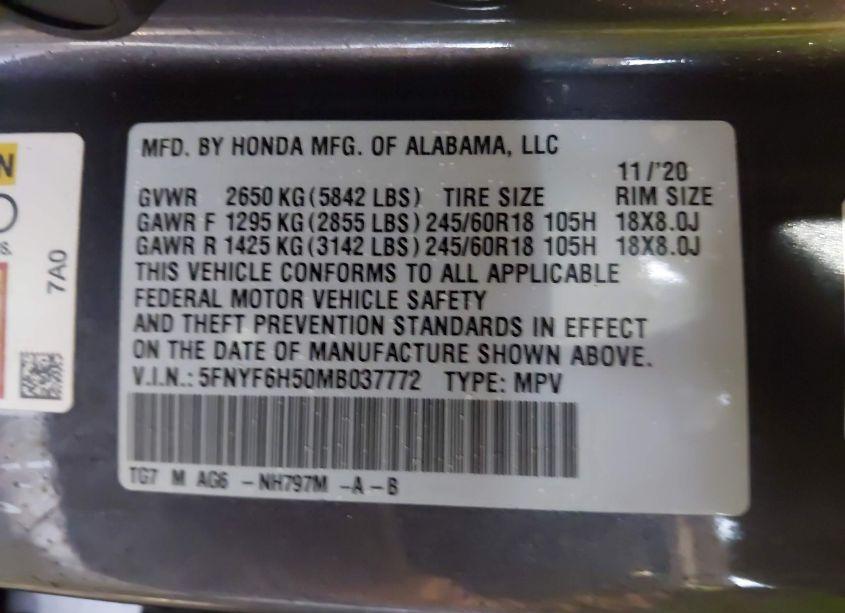 MFD. BY HONDA MFG. OF ALABAMA, LLC
11/'20
GVWR 2650 KG (5842 LBS) TIRE SIZE RIM SIZE
GAWR F 1295 KG (2855 LBS) 245/60R18 105H 18X8.0J
GAWR R 1425 KG (3142 LBS) 245/60R18 105H 18X8.0J
THIS VEHICLE CONFORMS TO ALL APPLICABLE
FEDERAL MOTOR VEHICLE SAFETY
AND THEFT PREVENTION STANDARDS IN EFFECT
ON THE DATE OF MANUFACTURE SHOWN ABOVE.
V.I.N.: 5FNYF6H50MB037772 TYPE: MPV
TG7 M AG6 - NH797M - A - B
7A0